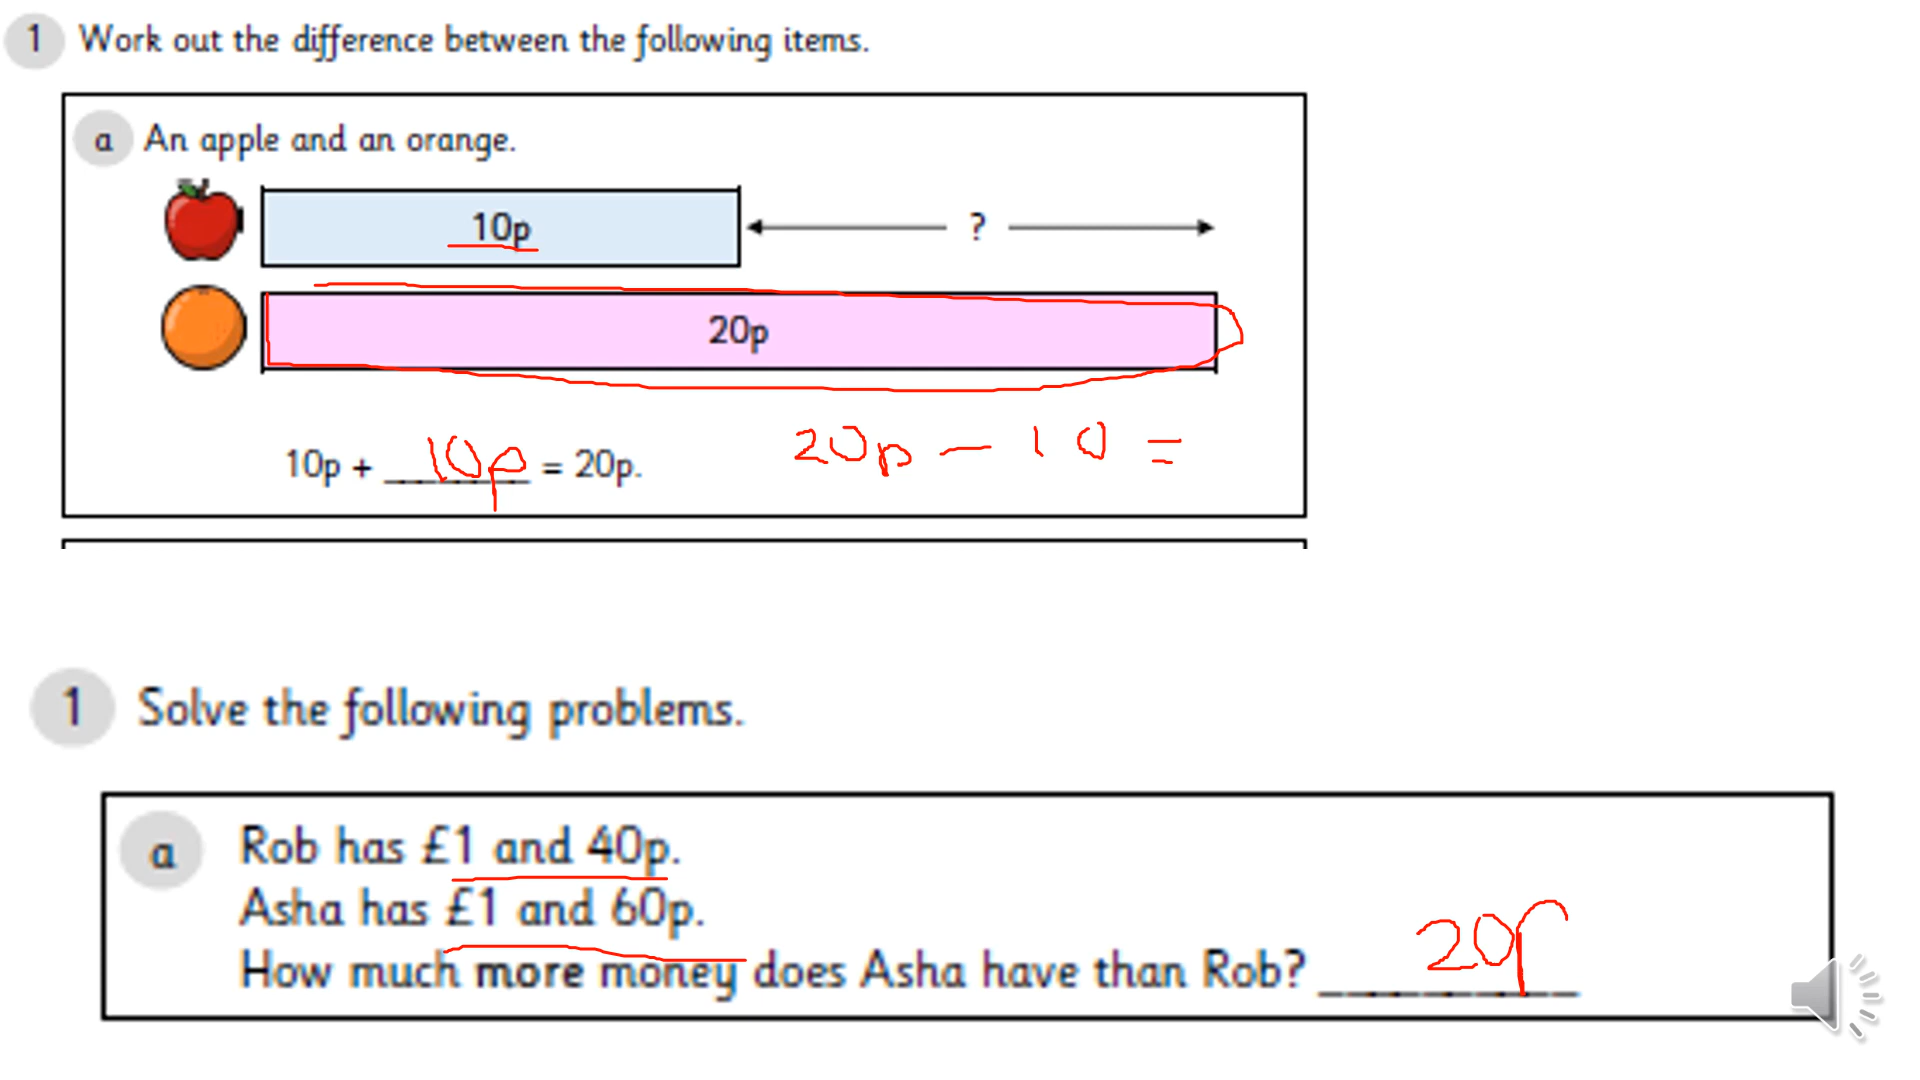 1 Work out the difference between the following items.
a An apple and an orange.
10p ?
20p
10p + 10p = 20p. 20p - 10 =
1 Solve the following problems.
a Rob has £1 and 40p.
Asha has £1 and 60p.
How much more money does Asha have than Rob? 20p